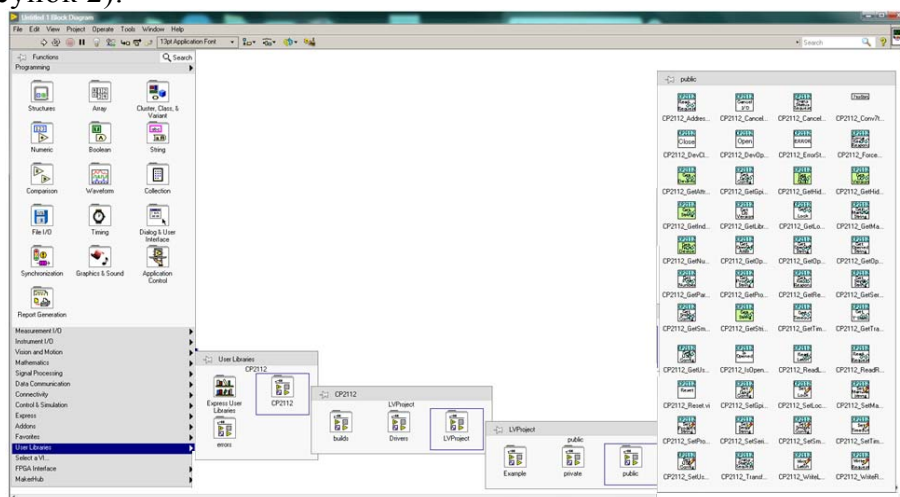 сунок 2).
Untitled 1 Block Diagram
File Edit View Project Operate Tools Window Help
13pt Application Font
Search
Functions
Search
Programming
Structures Array Cluster, Class, & Variant
Numeric Boolean String
Comparison Waveform Collection
File I/O Timing Dialog & User Interface
Synchronization Graphics & Sound Application Control
Report Generation
Measurement I/O
Instrument I/O
Vision and Motion
Mathematics
Signal Processing
Data Communication
Connectivity
Control & Simulation
Express
Addons
Favorites
User Libraries
Select a VI...
FPGA Interface
MakerHub
User Libraries
CP2112
Express User Libraries CP2112
errors
CP2112
LVProject
builds Drivers LVProject
LVProject
public
Example private public
public
CP2112_Addres... CP2112_Cancel... CP2112_Cancel... CP2112_Conv7t...
CP2112_DevCl... CP2112_DevOp... CP2112_ErrorSt... CP2112_Force...
CP2112_GetAttr... CP2112_GetGpi... CP2112_GetHid... CP2112_GetHid...
CP2112_GetInd... CP2112_GetLibr... CP2112_GetLo... CP2112_GetMa...
CP2112_GetNu... CP2112_GetOp... CP2112_GetOp... CP2112_GetOp...
CP2112_GetPar... CP2112_GetPro... CP2112_GetRe... CP2112_GetSer...
CP2112_GetSm... CP2112_GetStri... CP2112_GetTim... CP2112_GetTra...
CP2112_GetUs... CP2112_IsOpen... CP2112_ReadL... CP2112_ReadR...
CP2112_Reset.vi CP2112_SetGpi... CP2112_SetLoc... CP2112_SetMa...
CP2112_SetPro... CP2112_SetSeri... CP2112_SetSm... CP2112_SetTim...
CP2112_SetUs... CP2112_Transf... CP2112_WriteL... CP2112_WriteR...